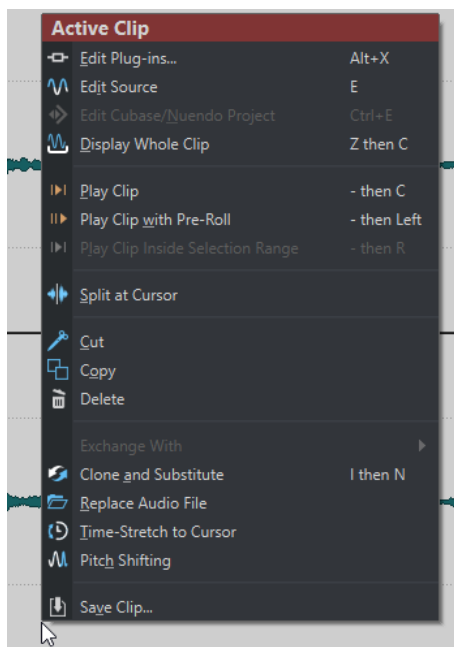 Active Clip
Edit Plug-ins... Alt+X
Edit Source E
Edit Cubase/Nuendo Project Ctrl+E
Display Whole Clip Z then C
Play Clip - then C
Play Clip with Pre-Roll - then Left
Play Clip Inside Selection Range - then R
Split at Cursor
Cut
Copy
Delete
Exchange With
Clone and Substitute I then N
Replace Audio File
Time-Stretch to Cursor
Pitch Shifting
Save Clip...